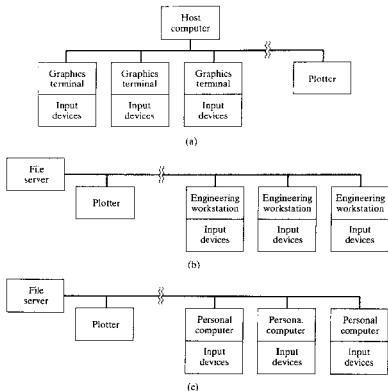 Host
computer
Graphics
terminal
Input
devices
Graphics
terminal
Input
devices
Graphics
terminal
Input
devices
Plotter
(a)
File
server
Plotter
Engineering
workstation
Input
devices
Engineering
workstation
Input
devices
Engineering
workstation
Input
devices
(b)
File
server
Plotter
Personal
computer
Input
devices
Persona.
computer
Input
devices
Personal
computer
Input
devices
(c)